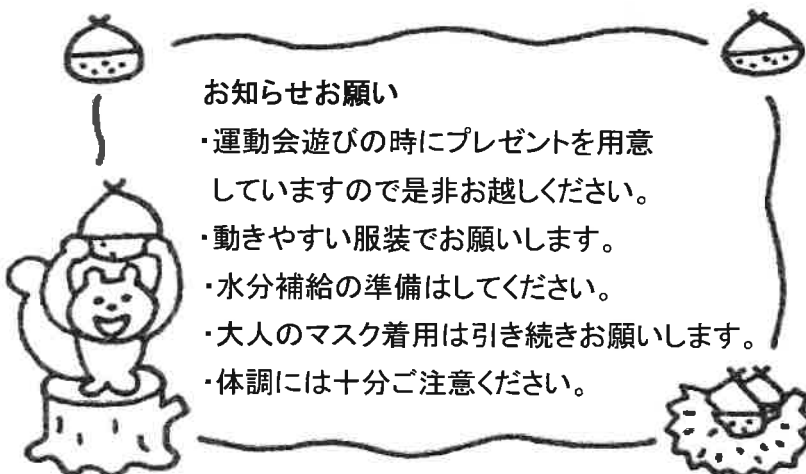 お知らせお願い
・運動会遊びの時にプレゼントを用意
していますので是非お越しください。
・動きやすい服装でお願いします。
・水分補給の準備はしてください。
・大人のマスク着用は引き続きお願いします。
・体調には十分ご注意ください。